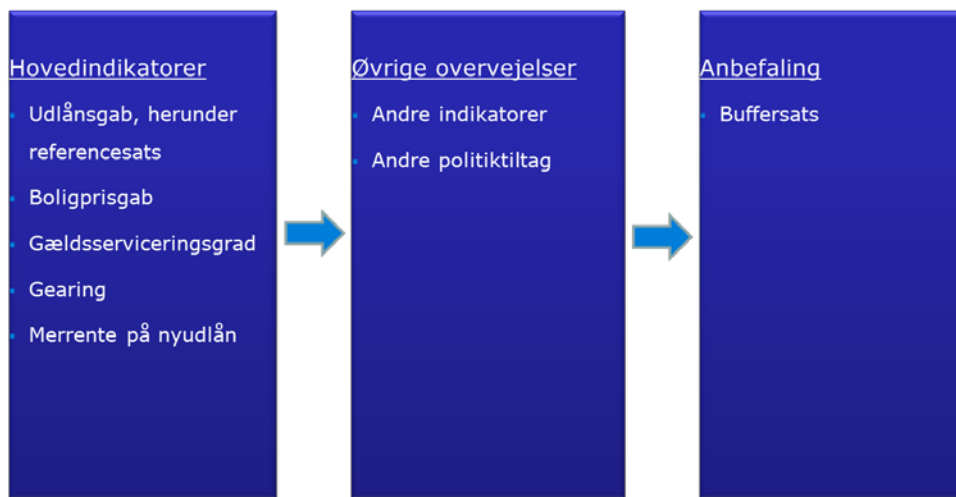 Hovedindikatorer
Udlånsgab, herunder
referencesats
Boligprisgab
Gældsserviceringsgrad
Gearing
Merrente på nyudlån
Øvrige overvejelser
Andre indikatorer
Andre politiktiltag
Anbefaling
Buffersats